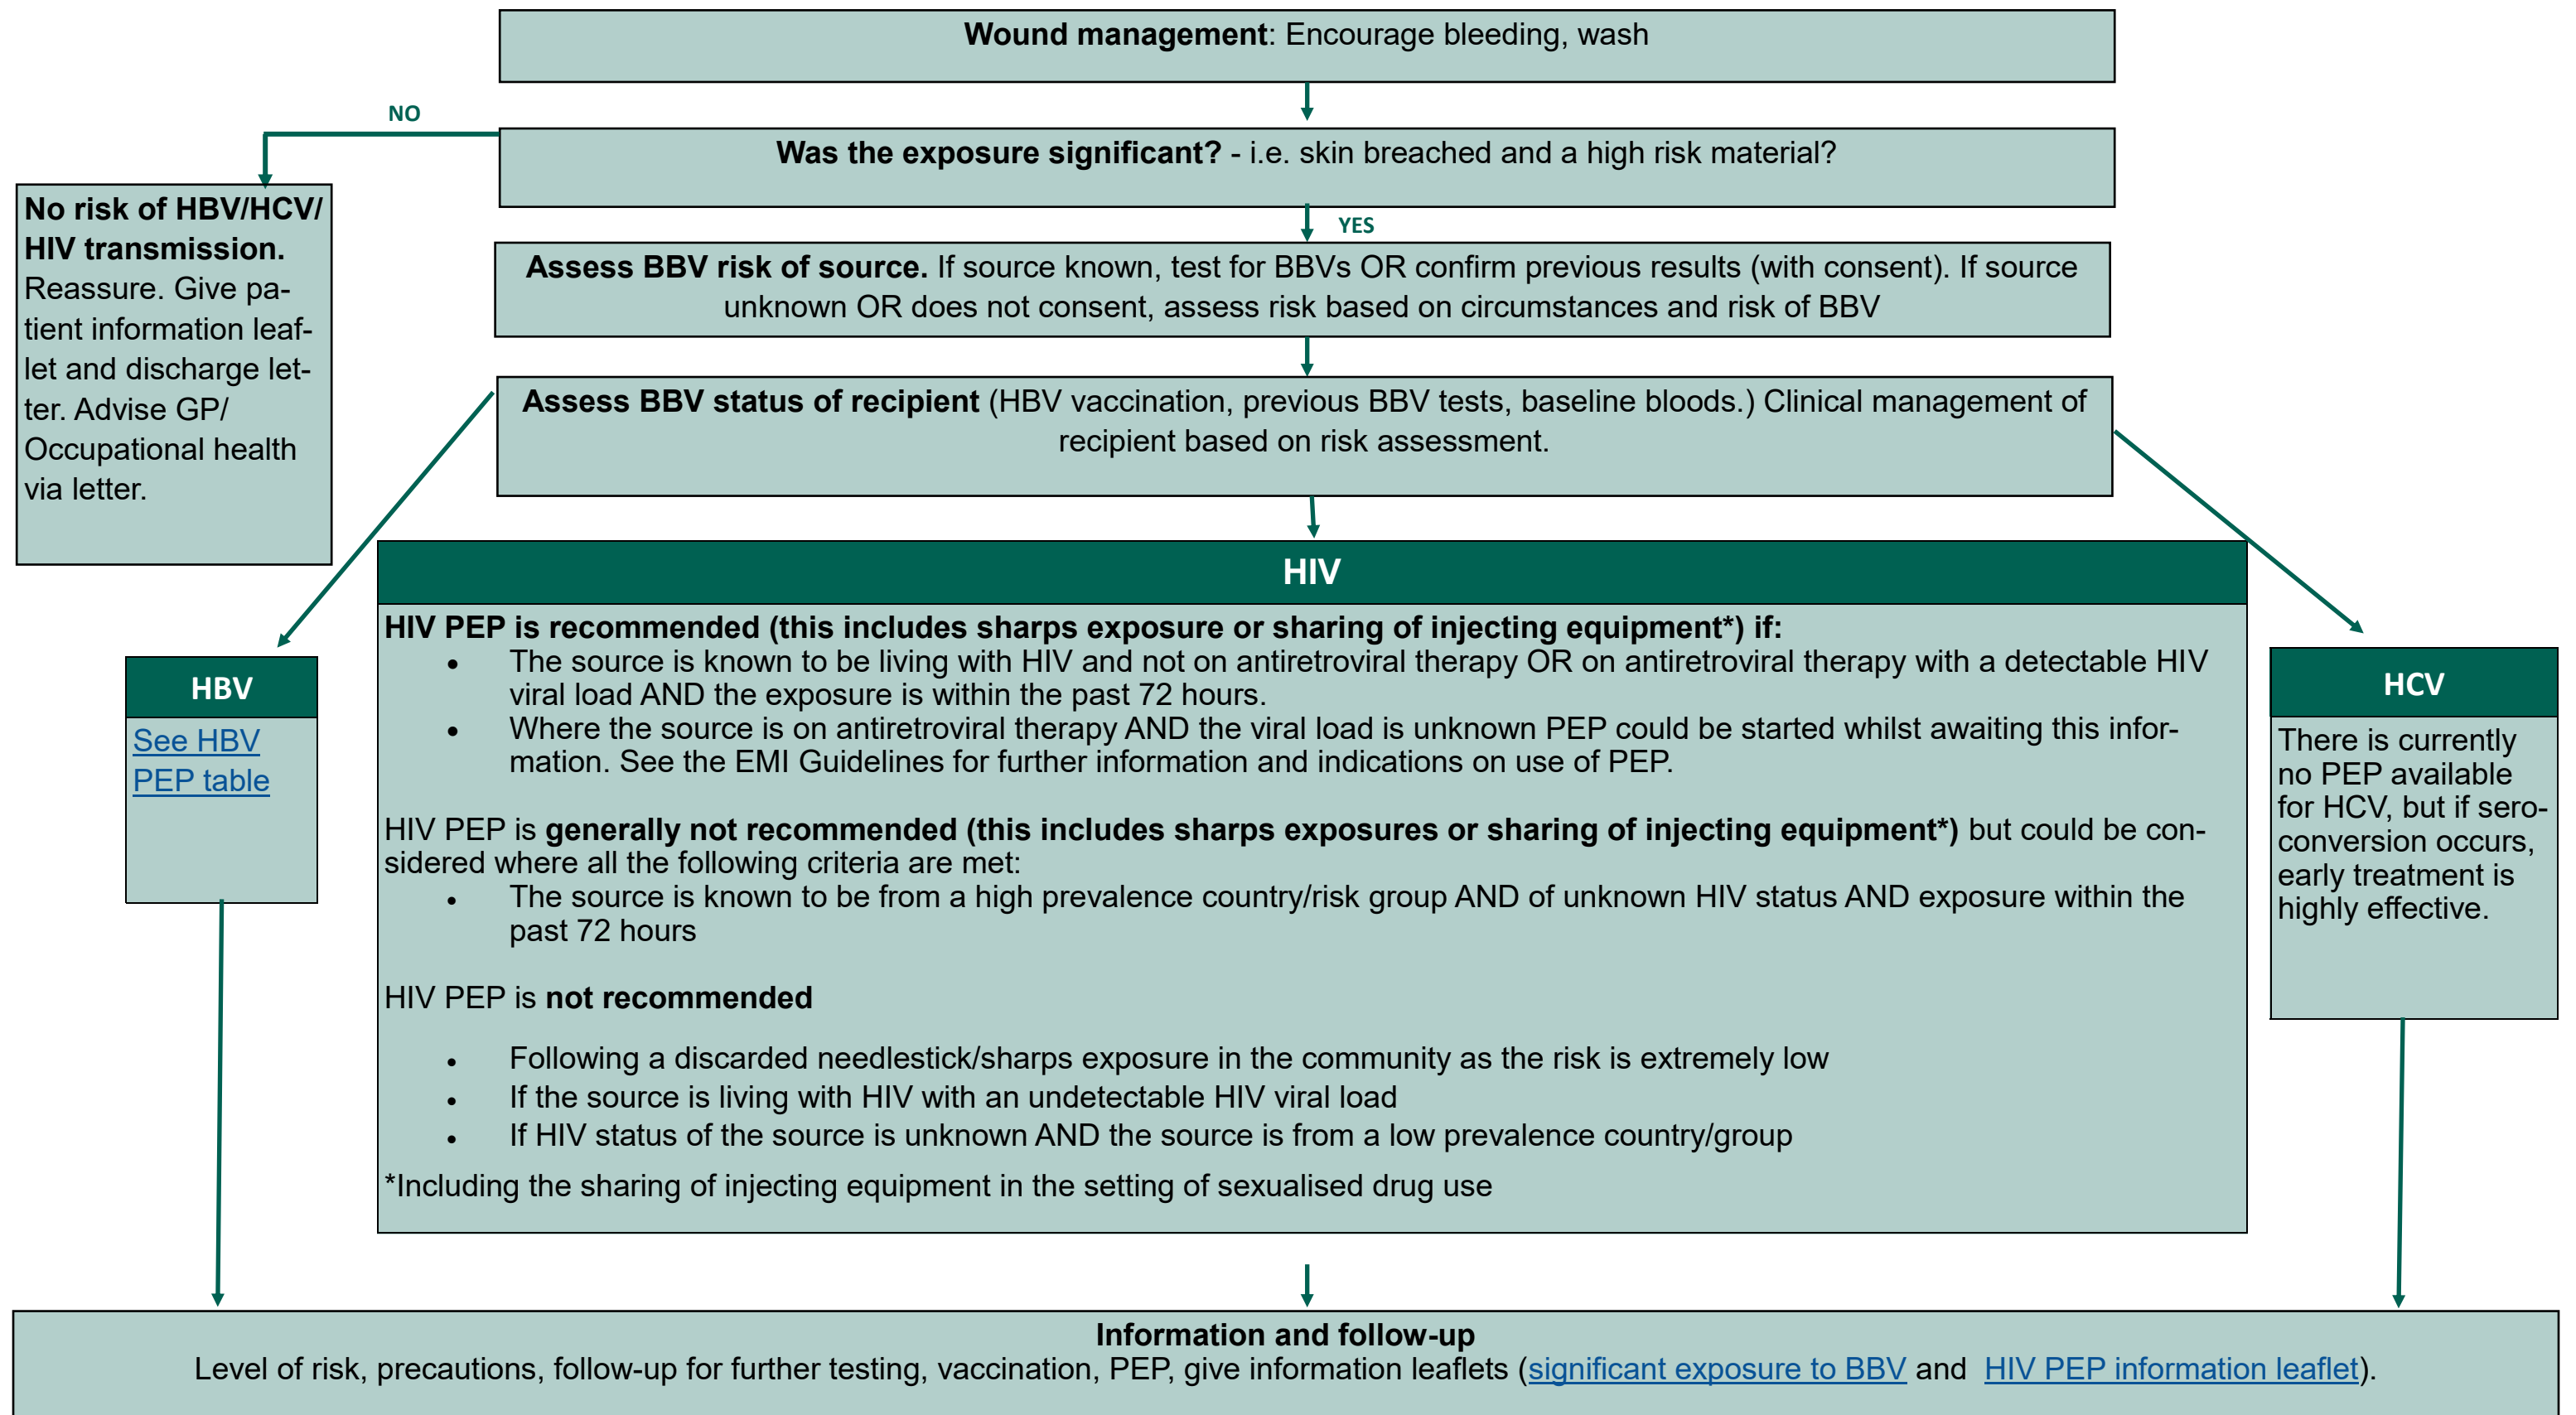 Wound management: Encourage bleeding, wash
NO
Was the exposure significant? - i.e. skin breached and a high risk material?
YES
No risk of HBV/HCV/
HIV transmission.
Reassure. Give pa-
tient information leaf-
let and discharge let-
ter. Advise GP/
Occupational health
via letter.
Assess BBV risk of source. If source known, test for BBVs OR confirm previous results (with consent). If source
unknown OR does not consent, assess risk based on circumstances and risk of BBV
Assess BBV status of recipient (HBV vaccination, previous BBV tests, baseline bloods.) Clinical management of
recipient based on risk assessment.
HBV
See HBV
PEP table
HIV
HIV PEP is recommended (this includes sharps exposure or sharing of injecting equipment*) if:
• The source is known to be living with HIV and not on antiretroviral therapy OR on antiretroviral therapy with a detectable HIV
viral load AND the exposure is within the past 72 hours.
• Where the source is on antiretroviral therapy AND the viral load is unknown PEP could be started whilst awaiting this infor-
mation. See the EMI Guidelines for further information and indications on use of PEP.
HIV PEP is generally not recommended (this includes sharps exposures or sharing of injecting equipment*) but could be con-
sidered where all the following criteria are met:
• The source is known to be from a high prevalence country/risk group AND of unknown HIV status AND exposure within the
past 72 hours
HIV PEP is not recommended
• Following a discarded needlestick/sharps exposure in the community as the risk is extremely low
• If the source is living with HIV with an undetectable HIV viral load
• If HIV status of the source is unknown AND the source is from a low prevalence country/group
*Including the sharing of injecting equipment in the setting of sexualised drug use
HCV
There is currently
no PEP available
for HCV, but if sero-
conversion occurs,
early treatment is
highly effective.
Information and follow-up
Level of risk, precautions, follow-up for further testing, vaccination, PEP, give information leaflets (significant exposure to BBV and HIV PEP information leaflet).